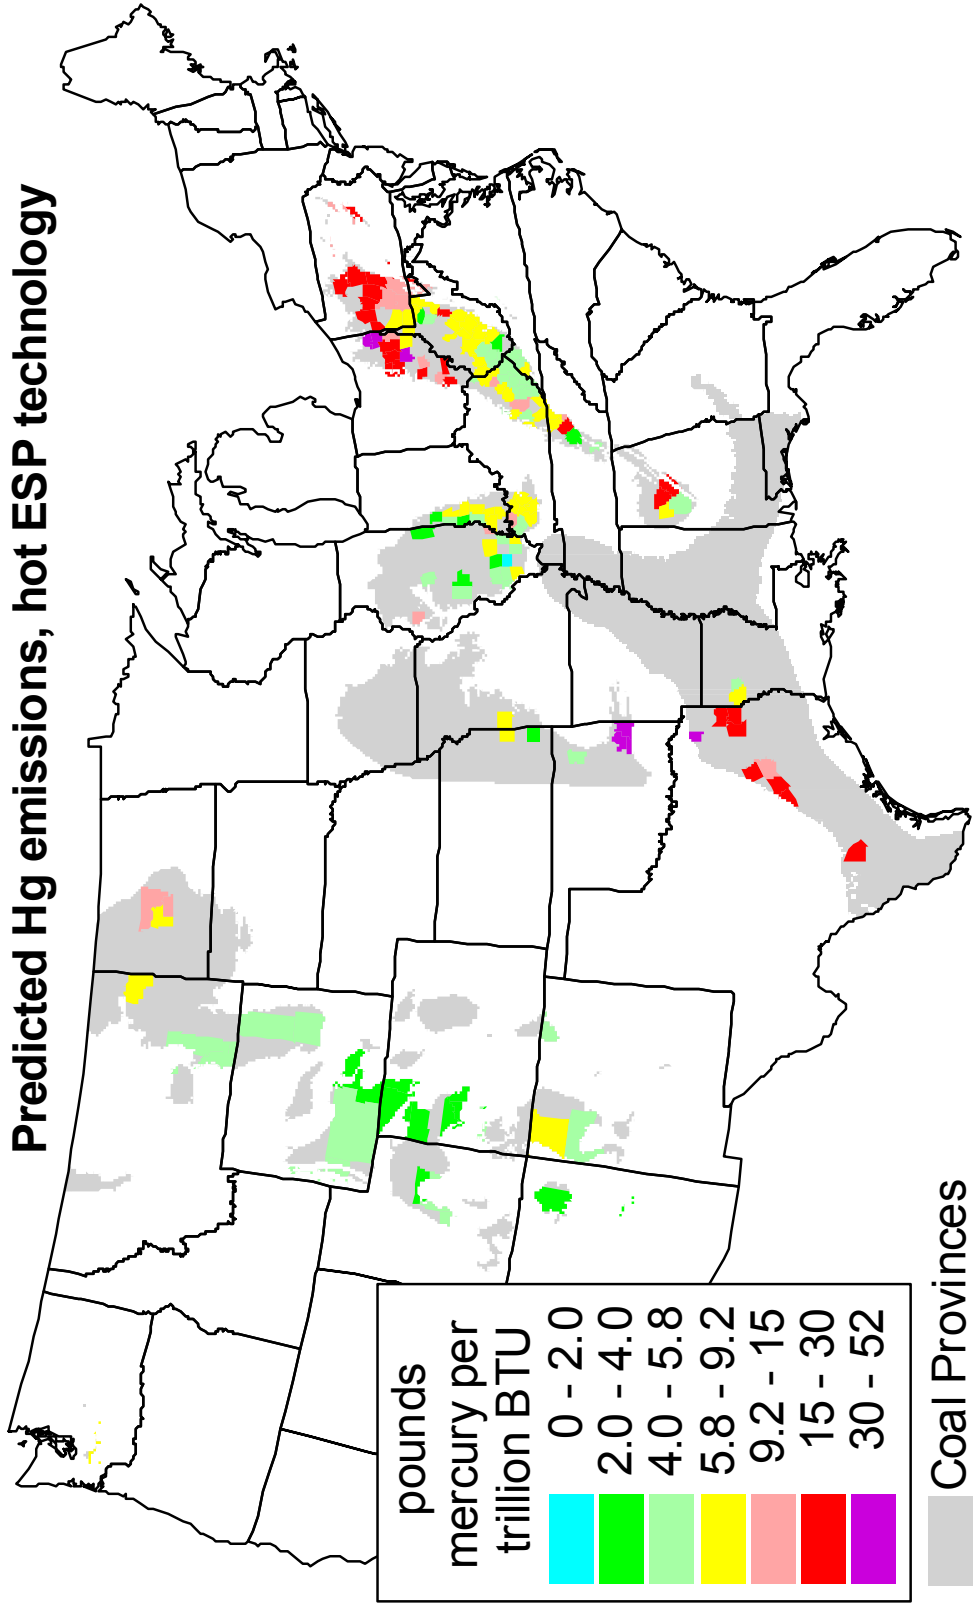 Predicted Hg emissions, hot ESP technology
pounds
mercury per
trillion BTU
0 - 2.0
2.0 - 4.0
4.0 - 5.8
5.8 - 9.2
9.2 - 15
15 - 30
30 - 52
Coal Provinces